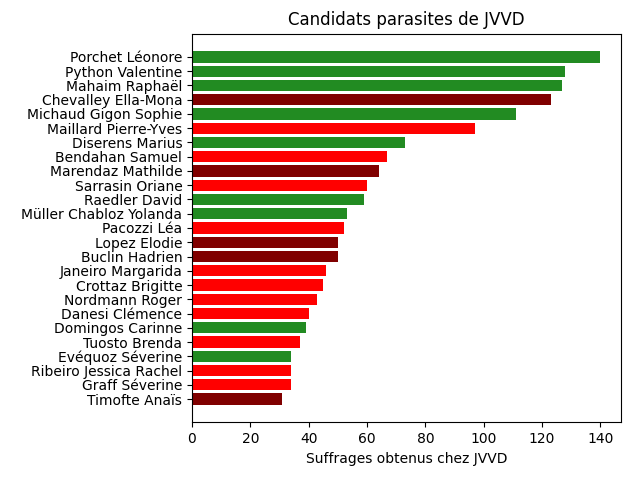 Candidats parasites de JVVD
Porchet Léonore
Python Valentine
Mahaim Raphaël
Chevalley Ella-Mona
Michaud Gigon Sophie
Maillard Pierre-Yves
Diserens Marius
Bendahan Samuel
Marendaz Mathilde
Sarrasin Oriane
Raedler David
Müller Chabloz Yolanda
Pacozzi Léa
Lopez Elodie
Buclin Hadrien
Janeiro Margarida
Crottaz Brigitte
Nordmann Roger
Danesi Clémence
Domingos Carinne
Tuosto Brenda
Evéquoz Séverine
Ribeiro Jessica Rachel
Graff Séverine
Timofte Anaïs
0 20 40 60 80 100 120 140
Suffrages obtenus chez JVVD